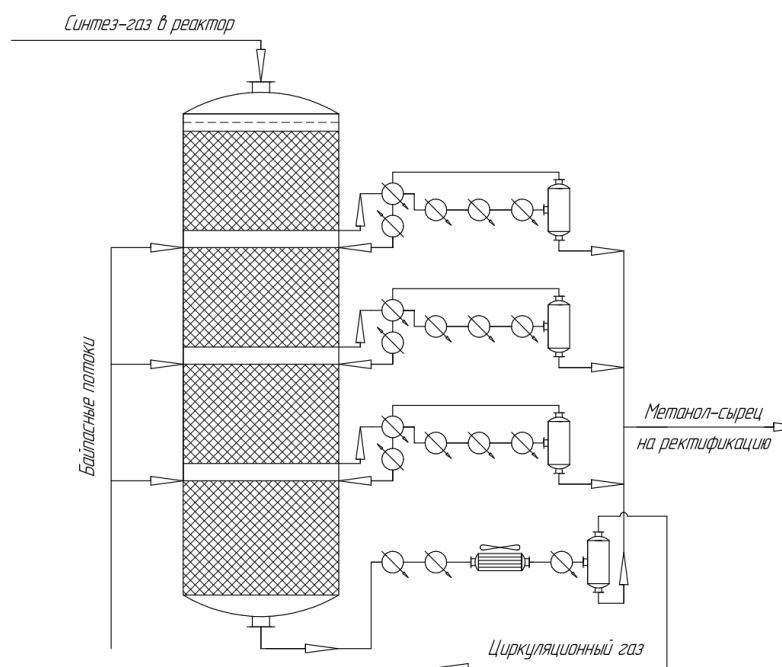 Синтез-газ в реактор
Байпасные потоки
Метанол-сырец
на ректификацию
Циркуляционный газ